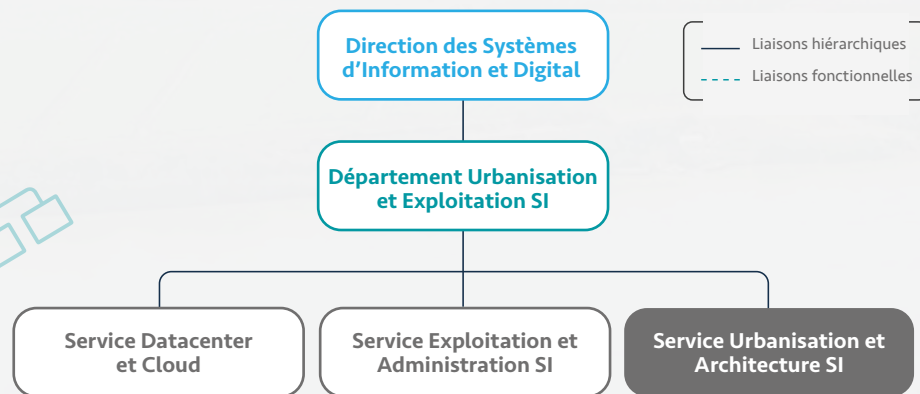 Direction des Systèmes
d’Information et Digital
Liaisons hiérarchiques
Liaisons fonctionnelles
Département Urbanisation
et Exploitation SI
Service Datacenter
et Cloud
Service Exploitation et
Administration SI
Service Urbanisation et
Architecture SI